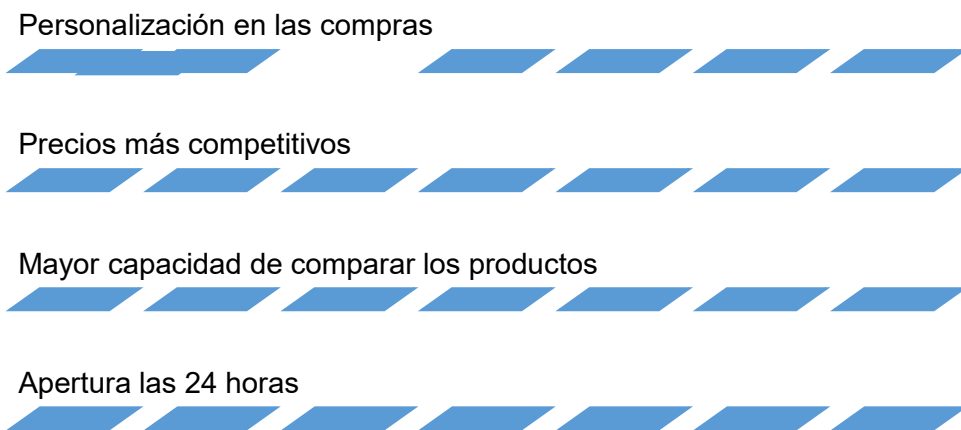 Personalización en las compras
Precios más competitivos
Mayor capacidad de comparar los productos
Apertura las 24 horas